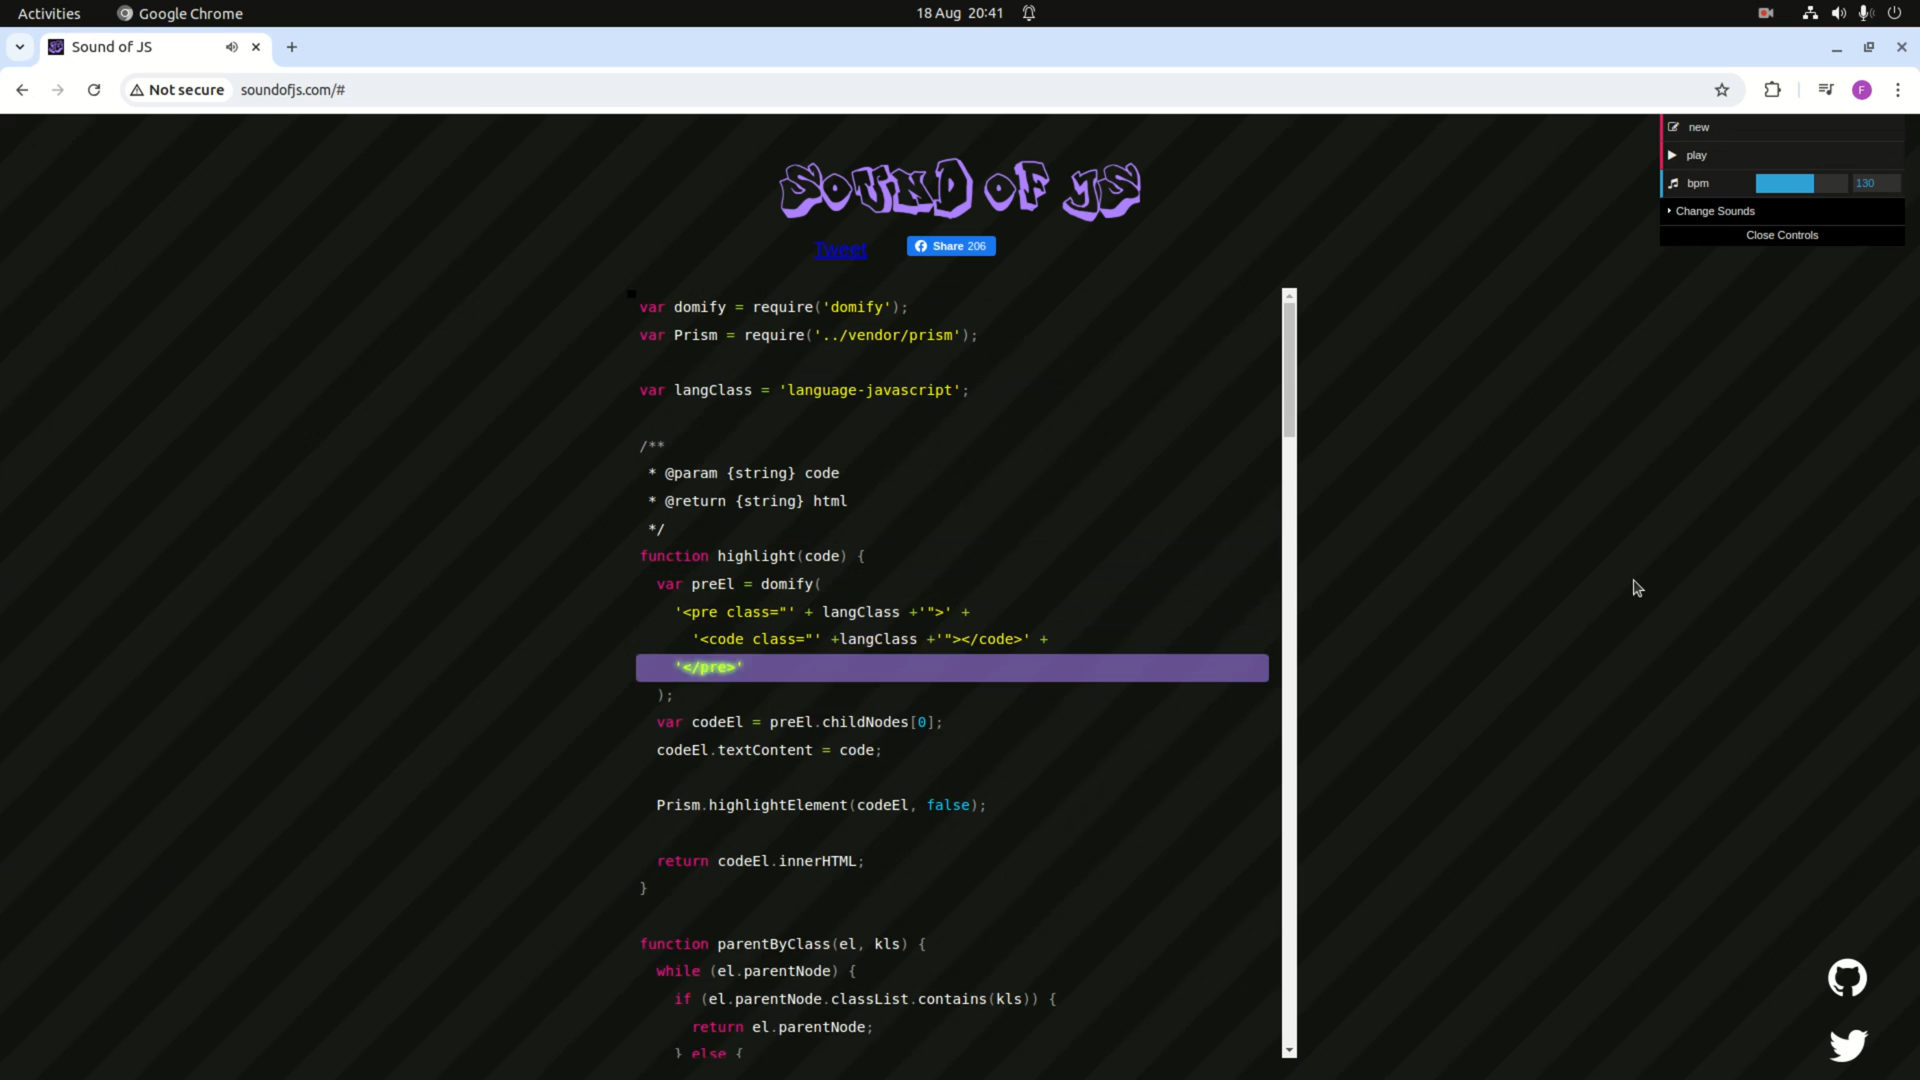 Activities
Google Chrome
18 Aug 20:41
Sound of JS
Not secure
soundofjs.com/#
F
SOUND OF JS
Tweet
Share 206
new
play
bpm
130
Change Sounds
Close Controls
var domify = require('domify');
var Prism = require('../vendor/prism');
var langClass = 'language-javascript';
/**
* @param {string} code
* @return {string} html
*/
function highlight(code) {
var preEl = domify(
'<pre class="' + langClass +'">' +
'<code class="' +langClass +'"></code>' +
'</pre>'
);
var codeEl = preEl.childNodes[0];
codeEl.textContent = code;
Prism.highlightElement(codeEl, false);
return codeEl.innerHTML;
}
function parentByClass(el, kls) {
while (el.parentNode) {
if (el.parentNode.classList.contains(kls)) {
return el.parentNode;
} else {